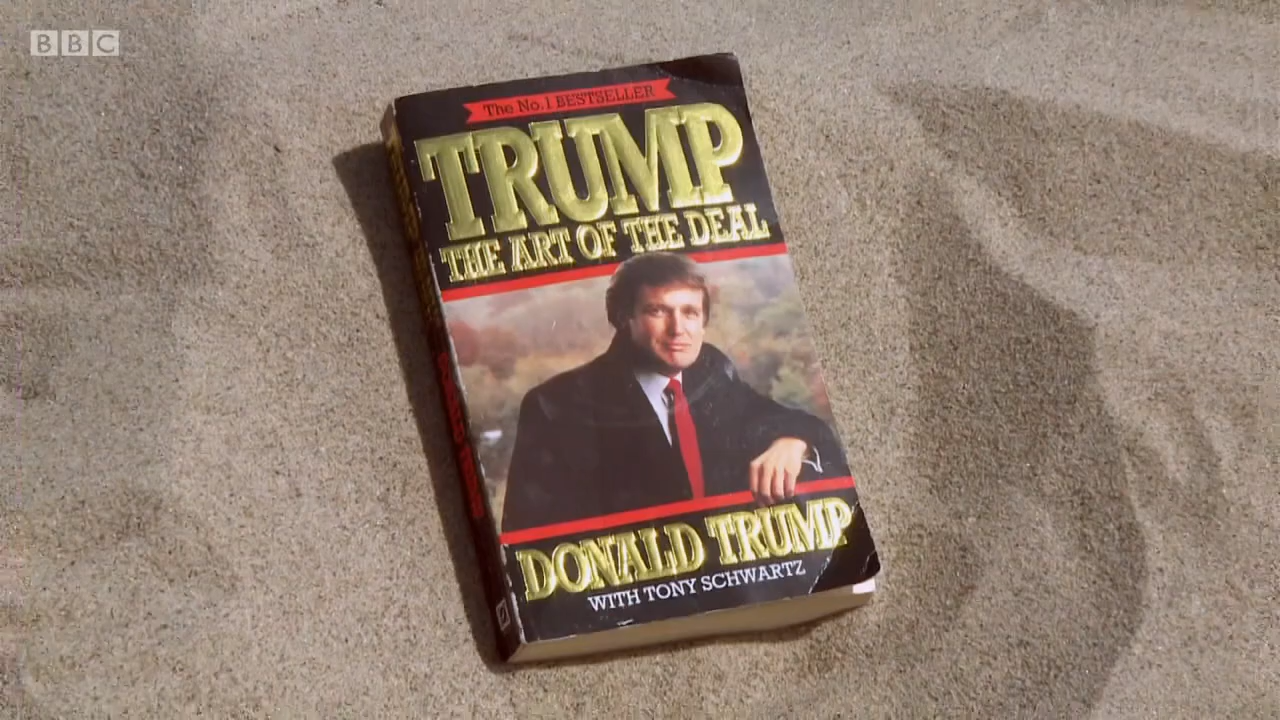 BBC
The No.1 BESTSELLER
TRUMP
THE ART OF THE DEAL
DONALD TRUMP
WITH TONY SCHWARTZ